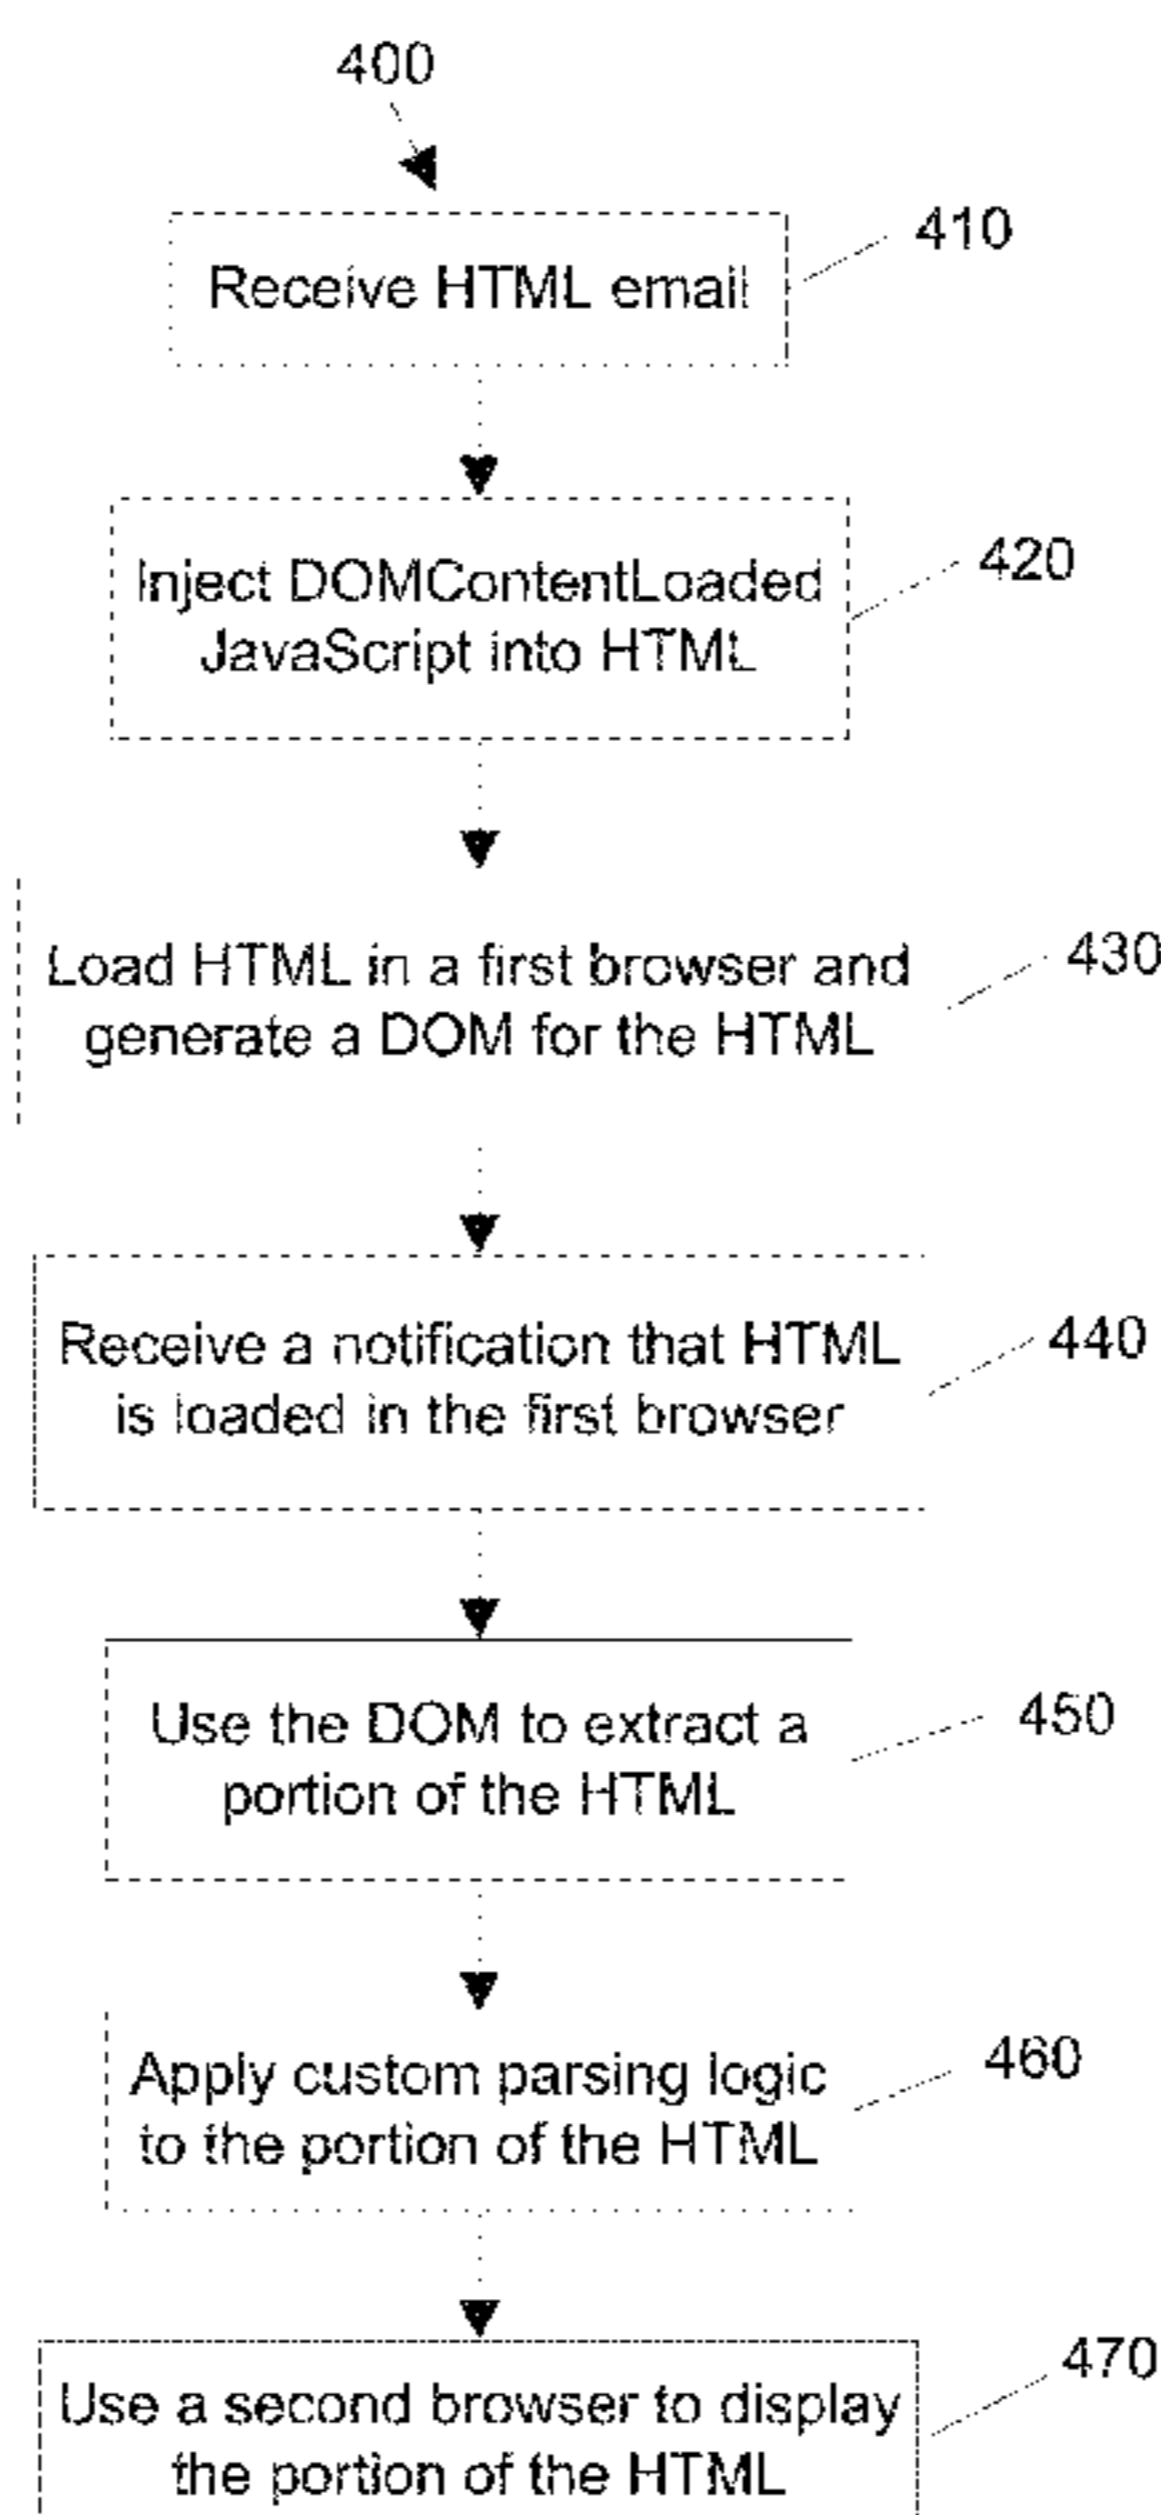 400
410
Receive HTML email
420
Inject DOMContentLoaded
JavaScript into HTML
430
Load HTML in a first browser and
generate a DOM for the HTML
440
Receive a notification that HTML
is loaded in the first browser
450
Use the DOM to extract a
portion of the HTML
460
Apply custom parsing logic
to the portion of the HTML
470
Use a second browser to display
the portion of the HTML